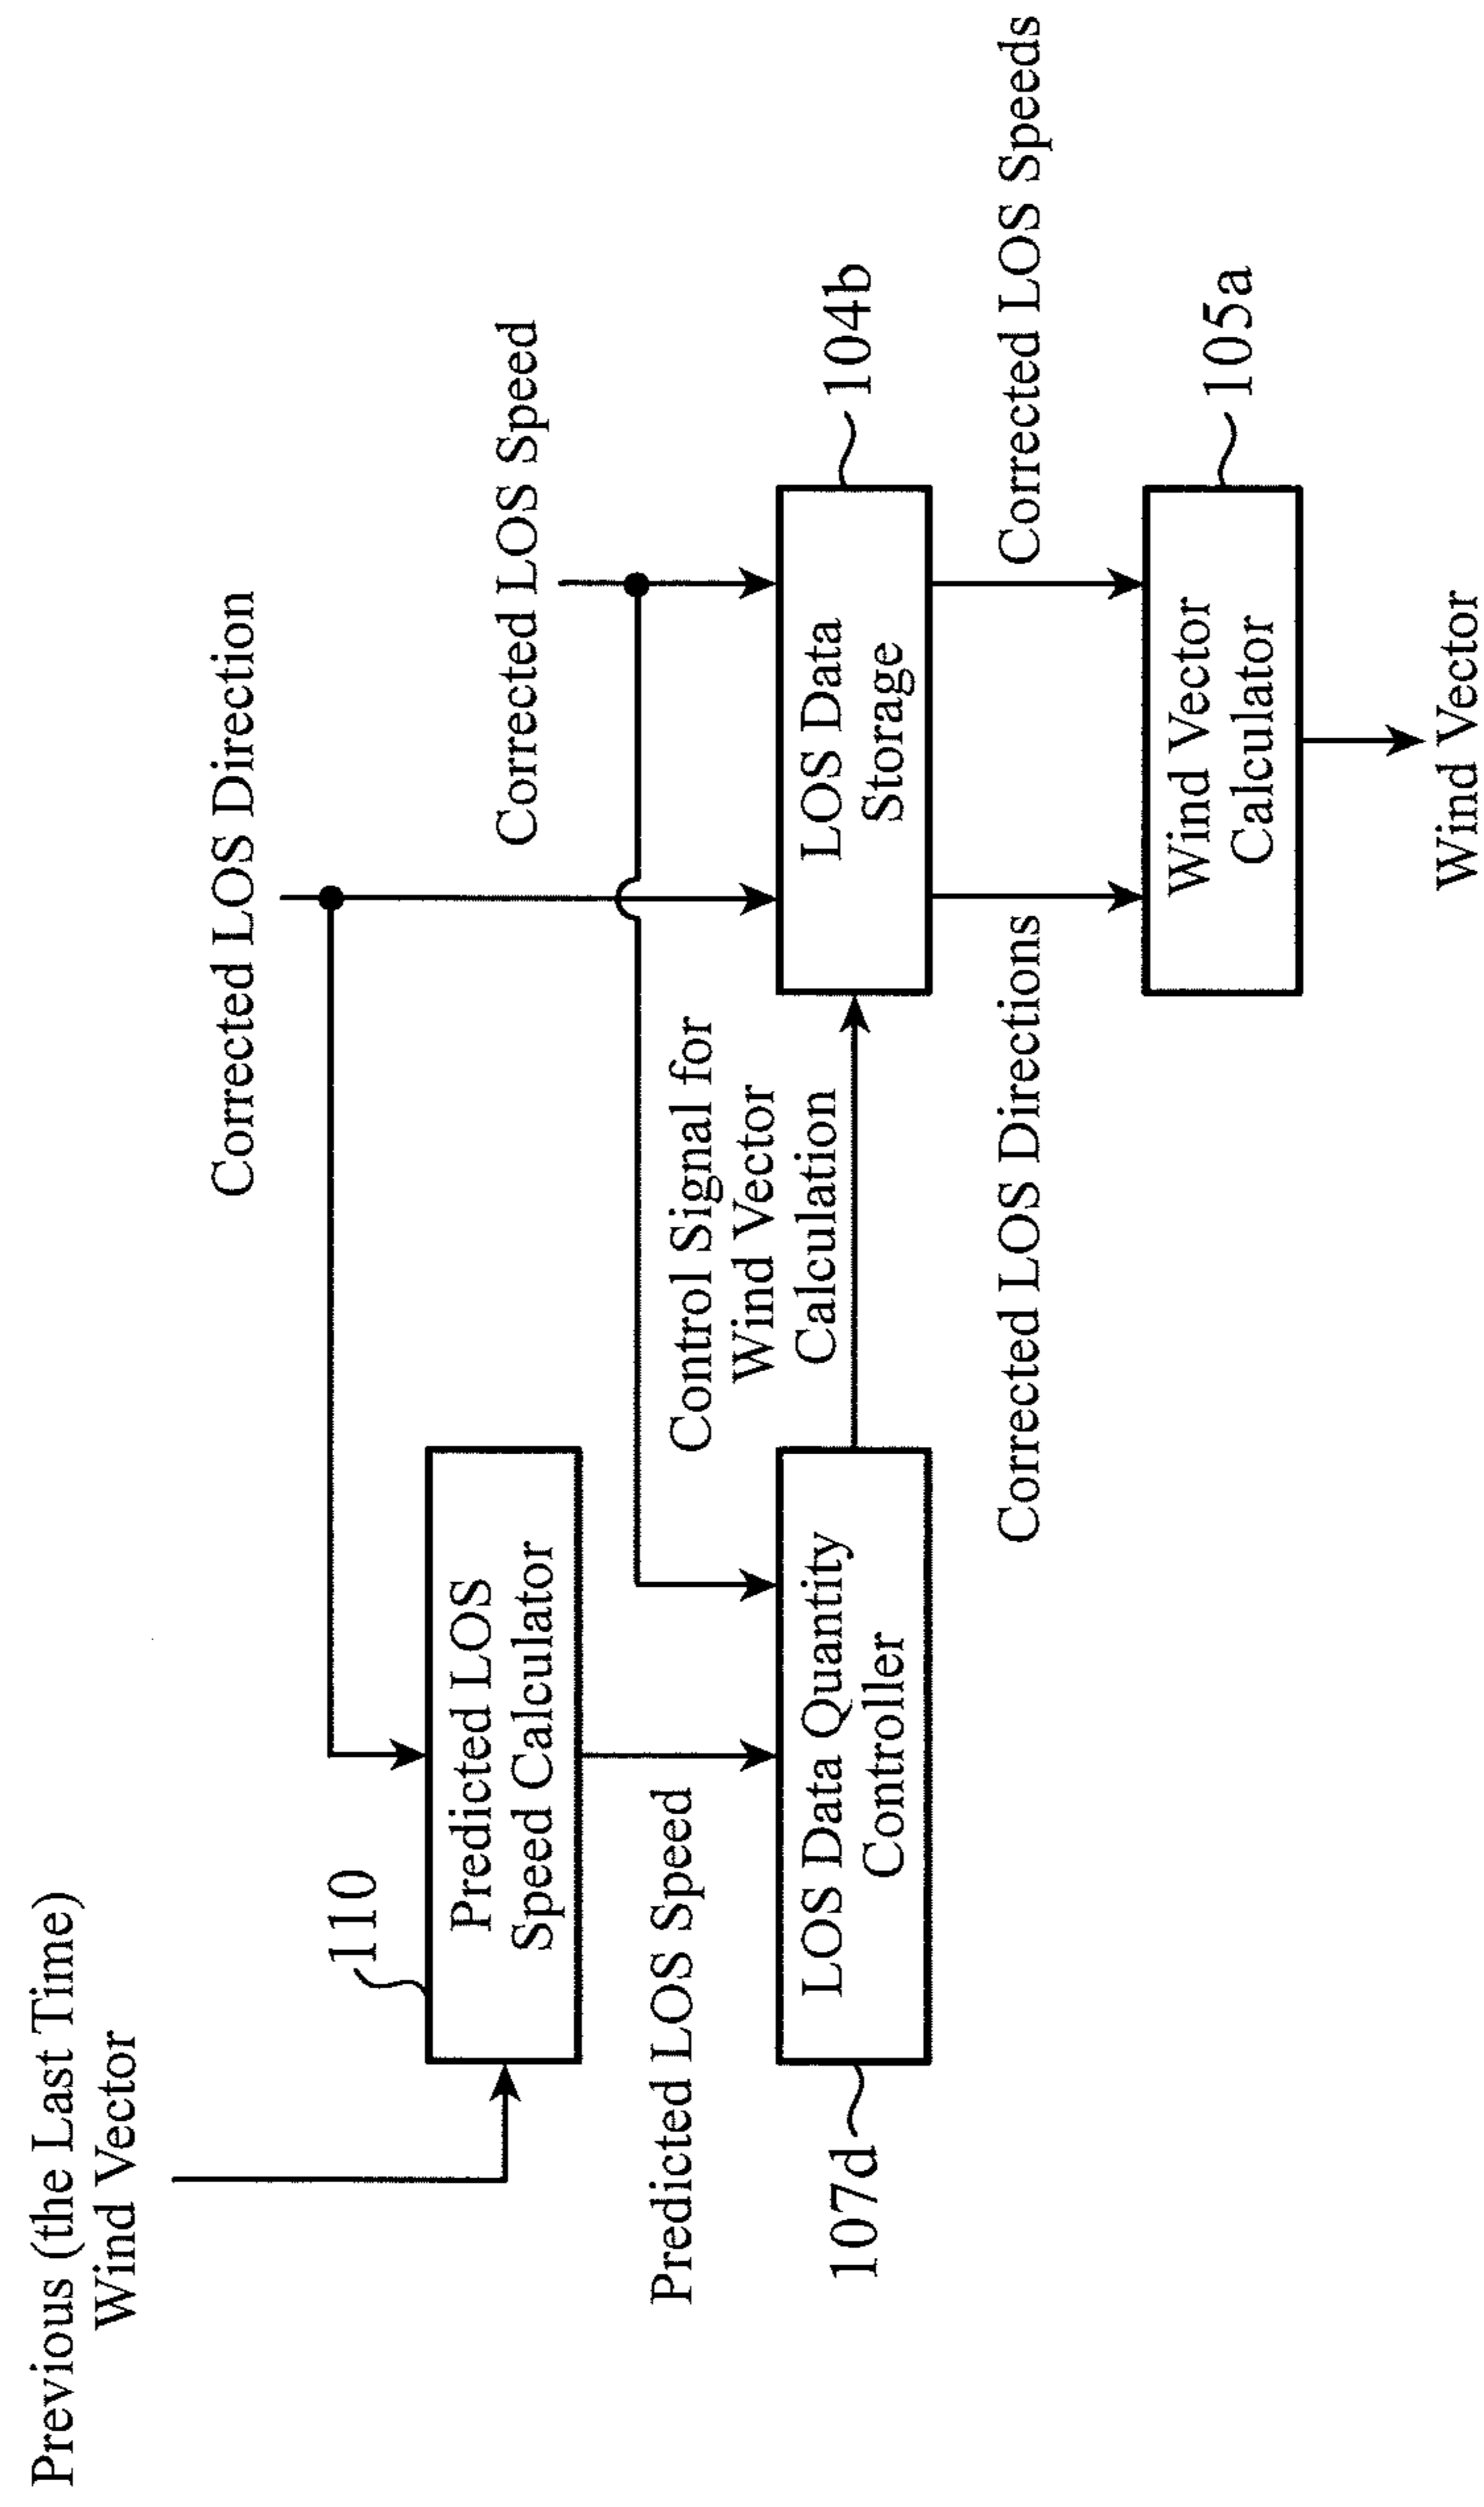 Previous (the Last Time)
Wind Vector
Corrected LOS Direction
110
Predicted LOS
Speed Calculator
Corrected LOS Speed
Predicted LOS Speed
Control Signal for
Wind Vector
Calculation
107d
LOS Data Quantity
Controller
LOS Data
Storage
104b
Corrected LOS Directions
Corrected LOS Speeds
Wind Vector
Calculator
105a
Wind Vector